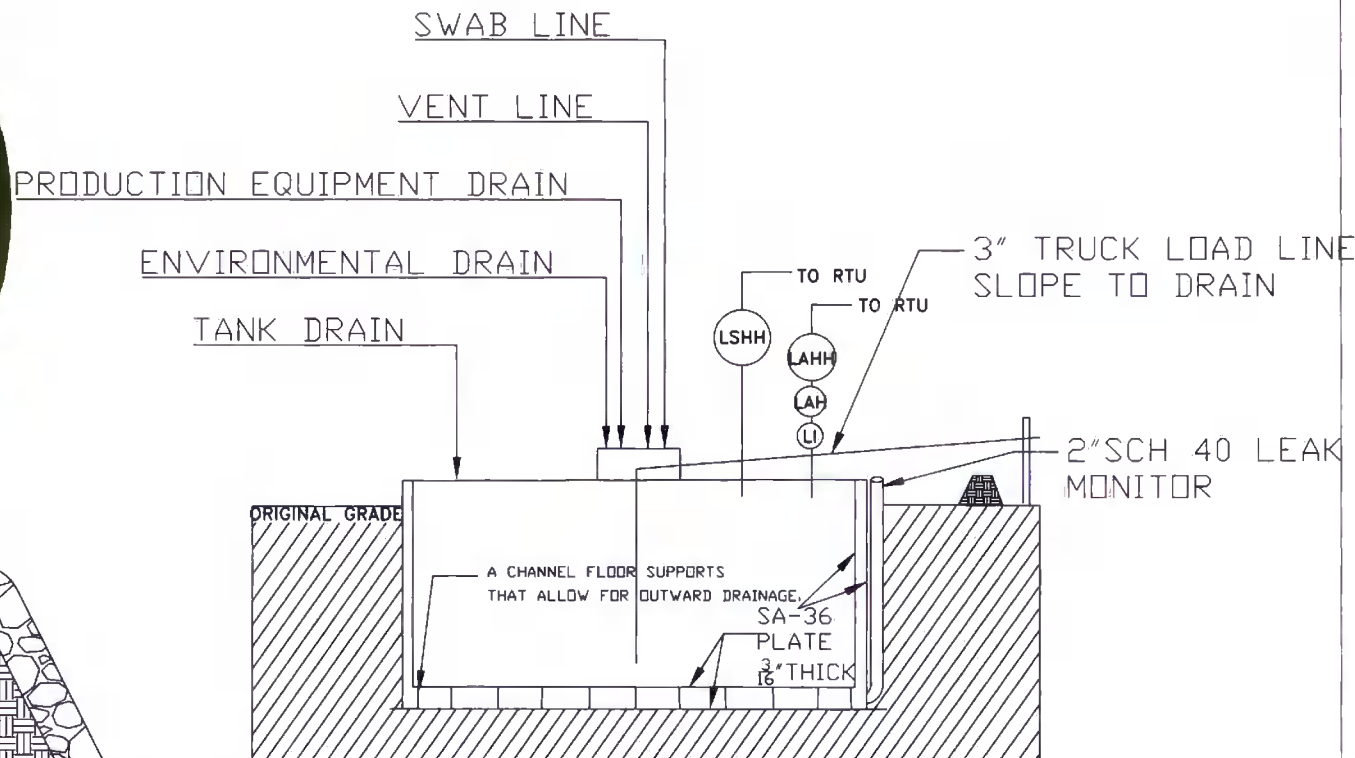 SWAB LINE
VENT LINE
PRODUCTION EQUIPMENT DRAIN
ENVIRONMENTAL DRAIN
TANK DRAIN
TO RTU
TO RTU
LSHH
LAHH
LAH
LI
3" TRUCK LOAD LINE
SLOPE TO DRAIN
2"SCH 40 LEAK
MONITOR
ORIGINAL GRADE
A CHANNEL FLOOR SUPPORTS
THAT ALLOW FOR OUTWARD DRAINAGE.
SA-36
PLATE
3/16" THICK